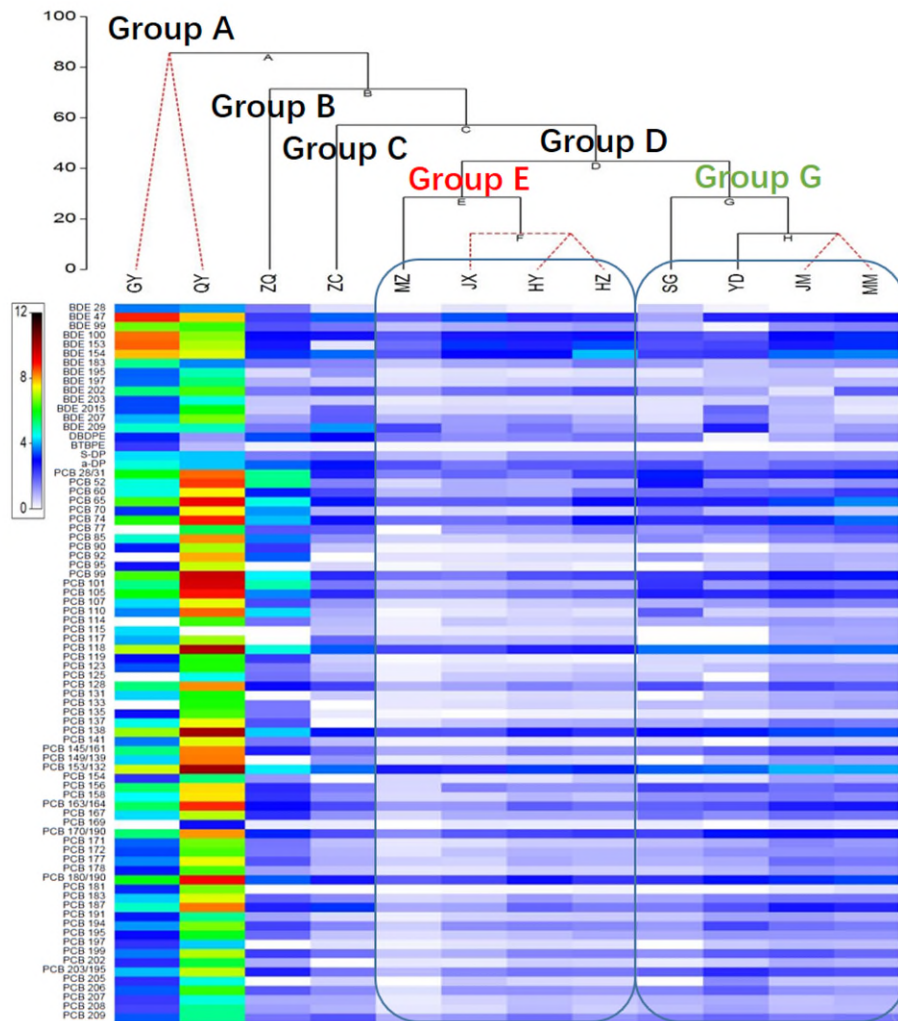 100
Group A
80
A
B
Group B
60
C
Group C
Group D
40
D
Group E
Group G
E
G
20
F
H
0
GY
QY
ZQ
ZC
MZ
JX
HY
HZ
SG
YD
JM
MM
12
8
4
0
BDE 28
BDE 47
BDE 99
BDE 100
BDE 153
BDE 154
BDE 183
BDE 195
BDE 197
BDE 202
BDE 203
BDE 2015
BDE 207
BDE 209
DBDPE
BTBPE
S-DP
a-DP
PCB 28/31
PCB 52
PCB 60
PCB 65
PCB 70
PCB 74
PCB 77
PCB 85
PCB 90
PCB 92
PCB 95
PCB 99
PCB 101
PCB 105
PCB 107
PCB 110
PCB 114
PCB 115
PCB 117
PCB 118
PCB 119
PCB 123
PCB 125
PCB 128
PCB 131
PCB 133
PCB 135
PCB 137
PCB 138
PCB 141
PCB 145/161
PCB 149/139
PCB 153/132
PCB 154
PCB 156
PCB 158
PCB 163/164
PCB 167
PCB 169
PCB 170/190
PCB 171
PCB 172
PCB 177
PCB 178
PCB 180/190
PCB 181
PCB 183
PCB 187
PCB 191
PCB 194
PCB 195
PCB 197
PCB 199
PCB 202
PCB 203/195
PCB 205
PCB 206
PCB 207
PCB 208
PCB 209